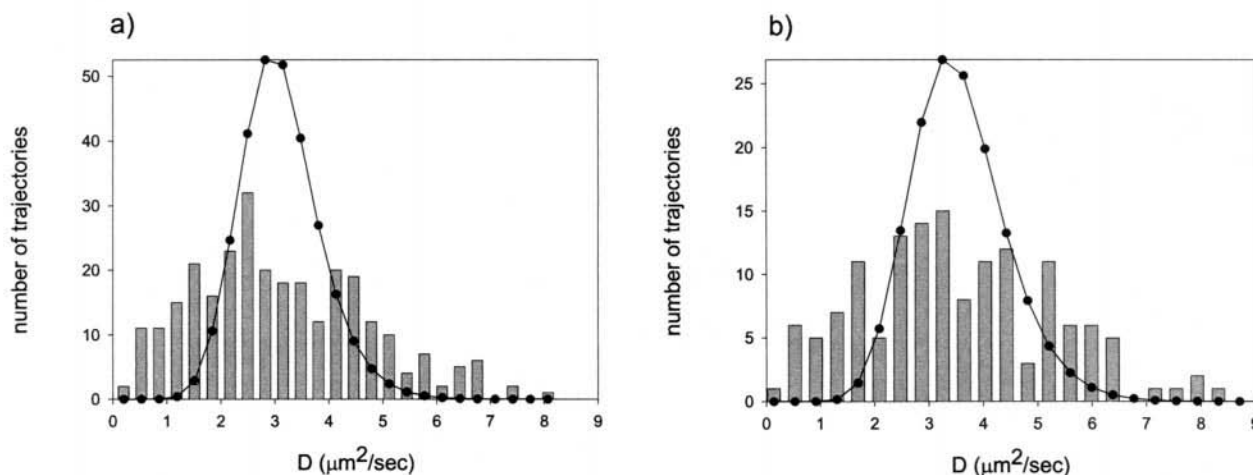 a)
number of trajectories
50
40
30
20
10
0
0 1 2 3 4 5 6 7 8 9
D (μm²/sec)
b)
number of trajectories
25
20
15
10
5
0
0 1 2 3 4 5 6 7 8 9
D (μm²/sec)